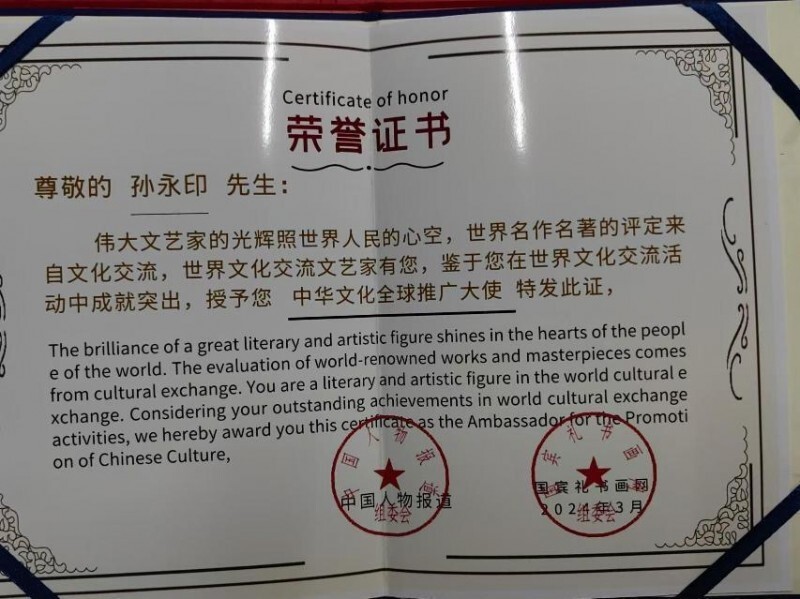 Certificate of honor
荣誉证书
尊敬的 孙永印 先生：
伟大文艺家的光辉照世界人民的心空，世界名作名著的评定来
自文化交流，世界文化交流文艺家有您，鉴于您在世界文化交流活
动中成就突出，授予您 中华文化全球推广大使 特发此证，
The brilliance of a great literary and artistic figure shines in the hearts of the peopl
e of the world. The evaluation of world-renowned works and masterpieces comes
from cultural exchange. You are a literary and artistic figure in the world cultural e
xchange. Considering your outstanding achievements in world cultural exchange
activities, we hereby award you this certificate as the Ambassador for the Promoti
on of Chinese Culture,
中国人物报道
组委会
国宾礼书画网
2024年3月
组委会